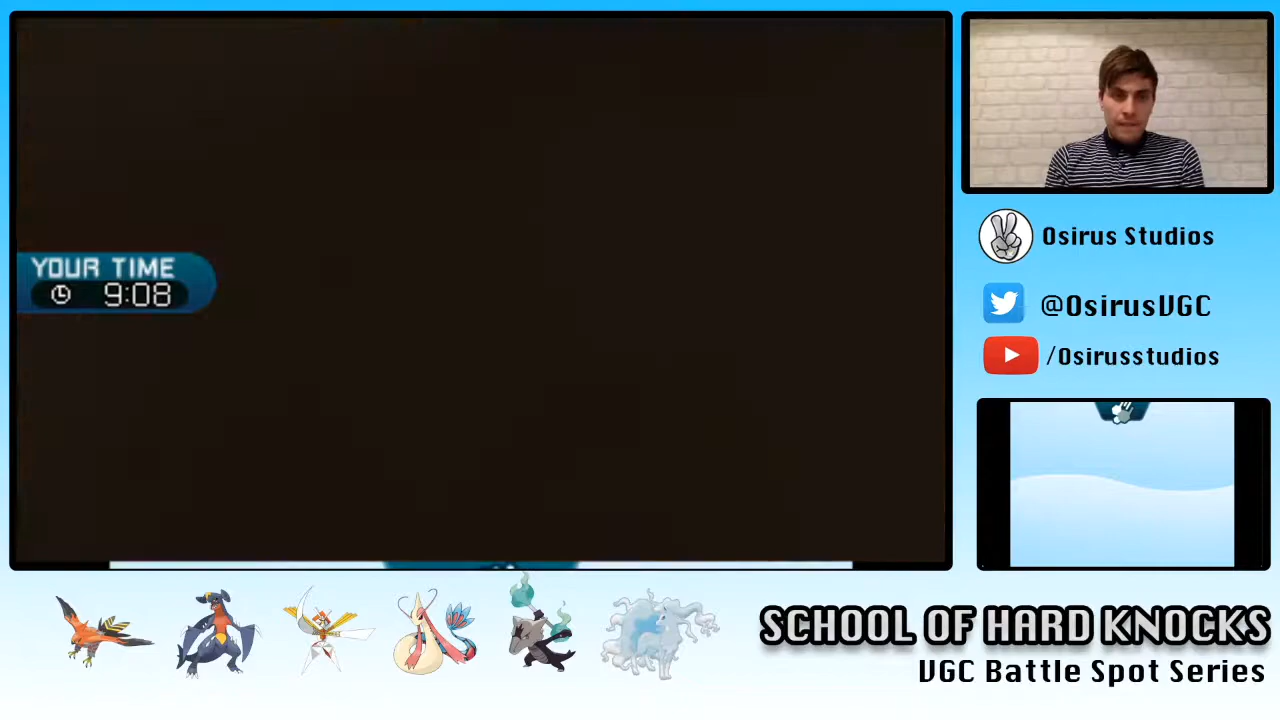 YOUR TIME
9:08
Osirus Studios
@OsirusVGC
/Osirusstudios
SCHOOL OF HARD KNOCKS
VGC Battle Spot Series